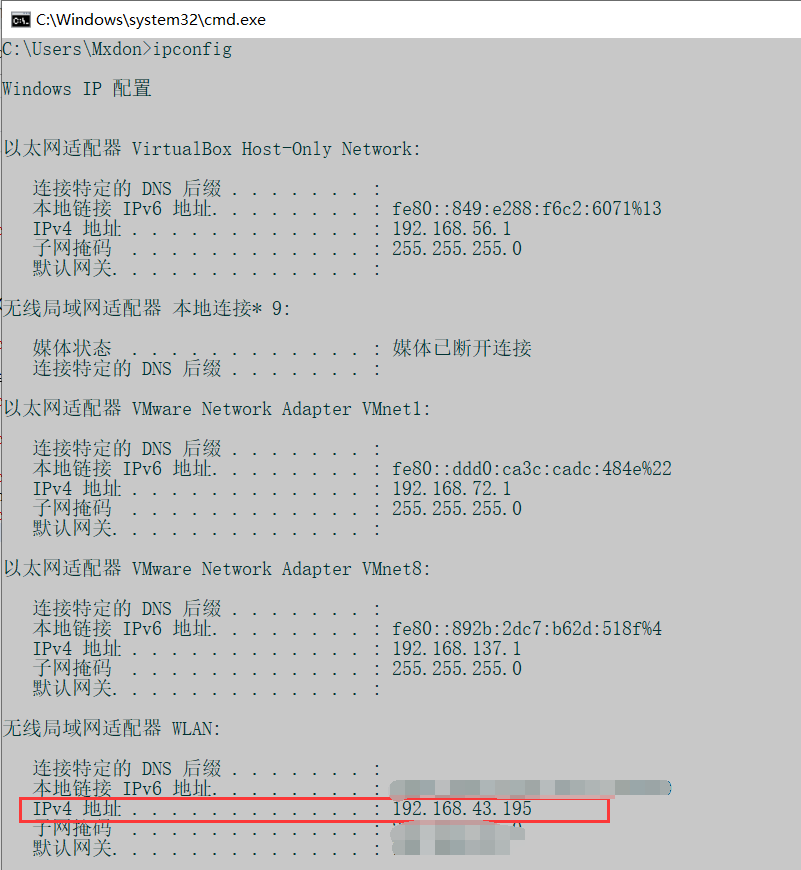 C:\Windows\system32\cmd.exe
C:\Users\Mxdon>ipconfig
Windows IP 配置
以太网适配器 VirtualBox Host-Only Network:
连接特定的 DNS 后缀 . . . . . . . :
本地链接 IPv6 地址. . . . . . . . : fe80::849:e288:f6c2:6071%13
IPv4 地址 . . . . . . . . . . . . : 192.168.56.1
子网掩码 . . . . . . . . . . . . : 255.255.255.0
默认网关. . . . . . . . . . . . . :
无线局域网适配器 本地连接* 9:
媒体状态 . . . . . . . . . . . . : 媒体已断开连接
连接特定的 DNS 后缀 . . . . . . . :
以太网适配器 VMware Network Adapter VMnet1:
连接特定的 DNS 后缀 . . . . . . . :
本地链接 IPv6 地址. . . . . . . . : fe80::ddd0:ca3c:cadc:484e%22
IPv4 地址 . . . . . . . . . . . . : 192.168.72.1
子网掩码 . . . . . . . . . . . . : 255.255.255.0
默认网关. . . . . . . . . . . . . :
以太网适配器 VMware Network Adapter VMnet8:
连接特定的 DNS 后缀 . . . . . . . :
本地链接 IPv6 地址. . . . . . . . : fe80::892b:2dc7:b62d:518f%4
IPv4 地址 . . . . . . . . . . . . : 192.168.137.1
子网掩码 . . . . . . . . . . . . : 255.255.255.0
默认网关. . . . . . . . . . . . . :
无线局域网适配器 WLAN:
连接特定的 DNS 后缀 . . . . . . . :
本地链接 IPv6 地址. . . . . . . . :
IPv4 地址 . . . . . . . . . . . . : 192.168.43.195
子网掩码 . . . . . . . . . . . . :
默认网关. . . . . . . . . . . . . :